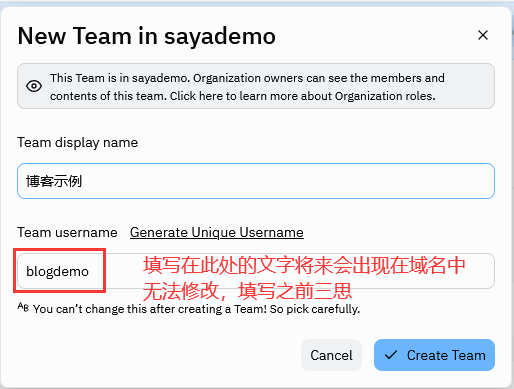 New Team in sayademo
This Team is in sayademo. Organization owners can see the members and
contents of this team. Click here to learn more about Organization roles.
Team display name
博客示例
Team username Generate Unique Username
blogdemo
填写在此处的文字将来会出现在域名中
无法修改，填写之前三思
AB You can’t change this after creating a Team! So pick carefully.
Cancel Create Team